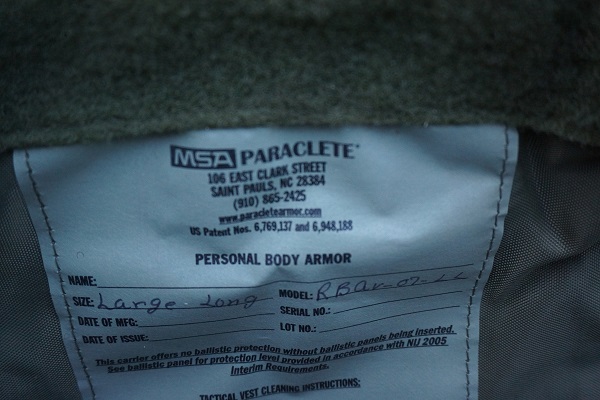 MSA PARACLETE
106 EAST CLARK STREET
SAINT PAULS, NC 28384
(910) 865-2425
www.paracletearmor.com
US Patent Nos. 6,769,137 and 6,948,188
PERSONAL BODY ARMOR
NAME:
SIZE: Large - Long MODEL: RBAV-07-LL
DATE OF MFG: SERIAL NO.:
DATE OF ISSUE: LOT NO.:
This carrier offers no ballistic protection without ballistic panels being inserted.
See ballistic panel for protection level provided in accordance with NIJ 2005
Interim Requirements.
TACTICAL VEST CLEANING INSTRUCTIONS: